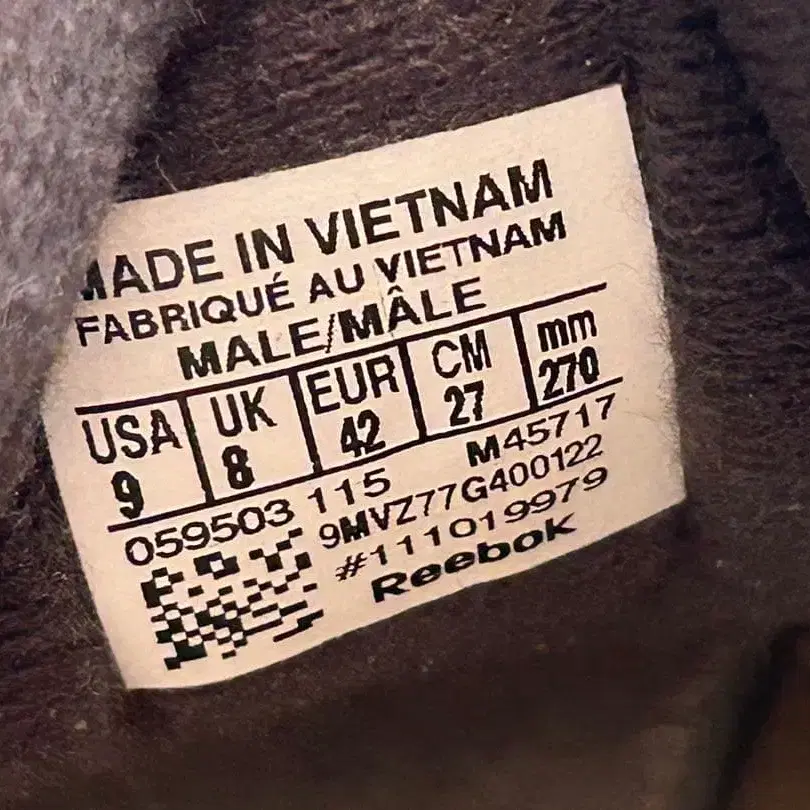 MADE IN VIETNAM
FABRIQUÉ AU VIETNAM
MALE/MÂLE
USA UK EUR CM mm
9 8 42 27 270
059503 115 M45717
9MVZ77G400122
#111019979
Reebok